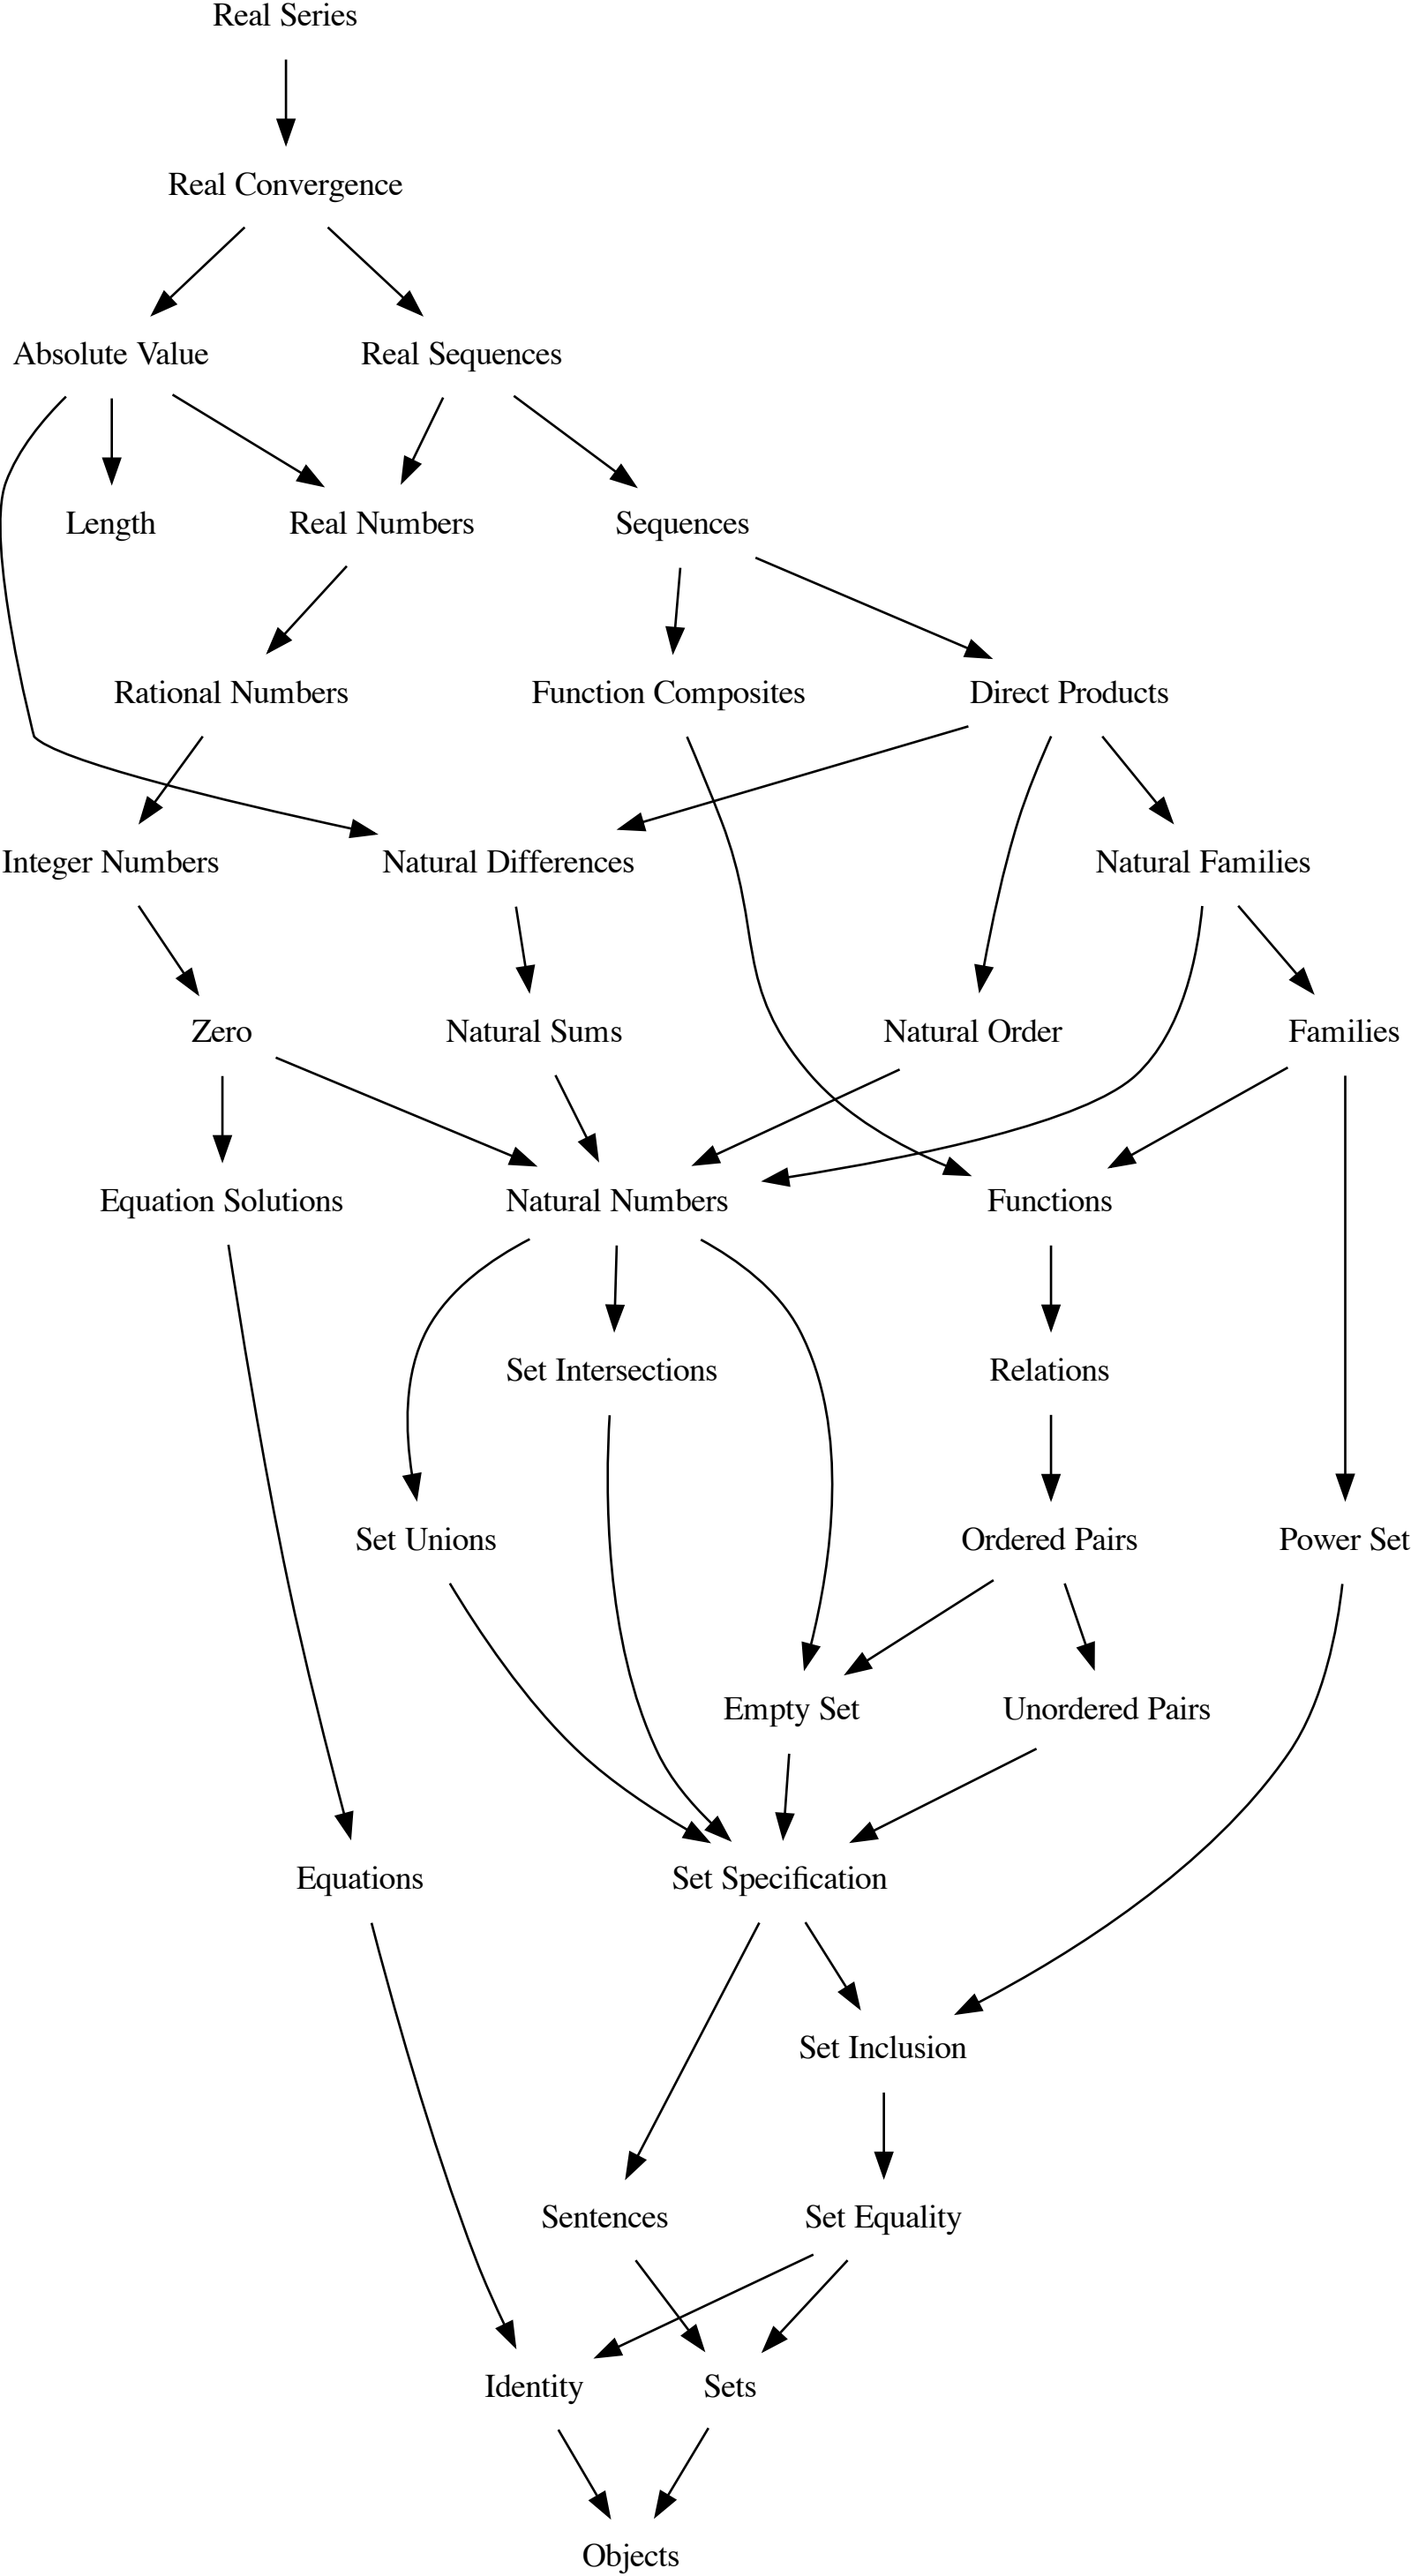 Real Series
Real Convergence
Absolute Value
Real Sequences
Length
Real Numbers
Sequences
Rational Numbers
Function Composites
Direct Products
Integer Numbers
Natural Differences
Natural Families
Zero
Natural Sums
Natural Order
Families
Equation Solutions
Natural Numbers
Functions
Set Intersections
Relations
Set Unions
Ordered Pairs
Power Set
Empty Set
Unordered Pairs
Equations
Set Specification
Set Inclusion
Sentences
Set Equality
Identity
Sets
Objects